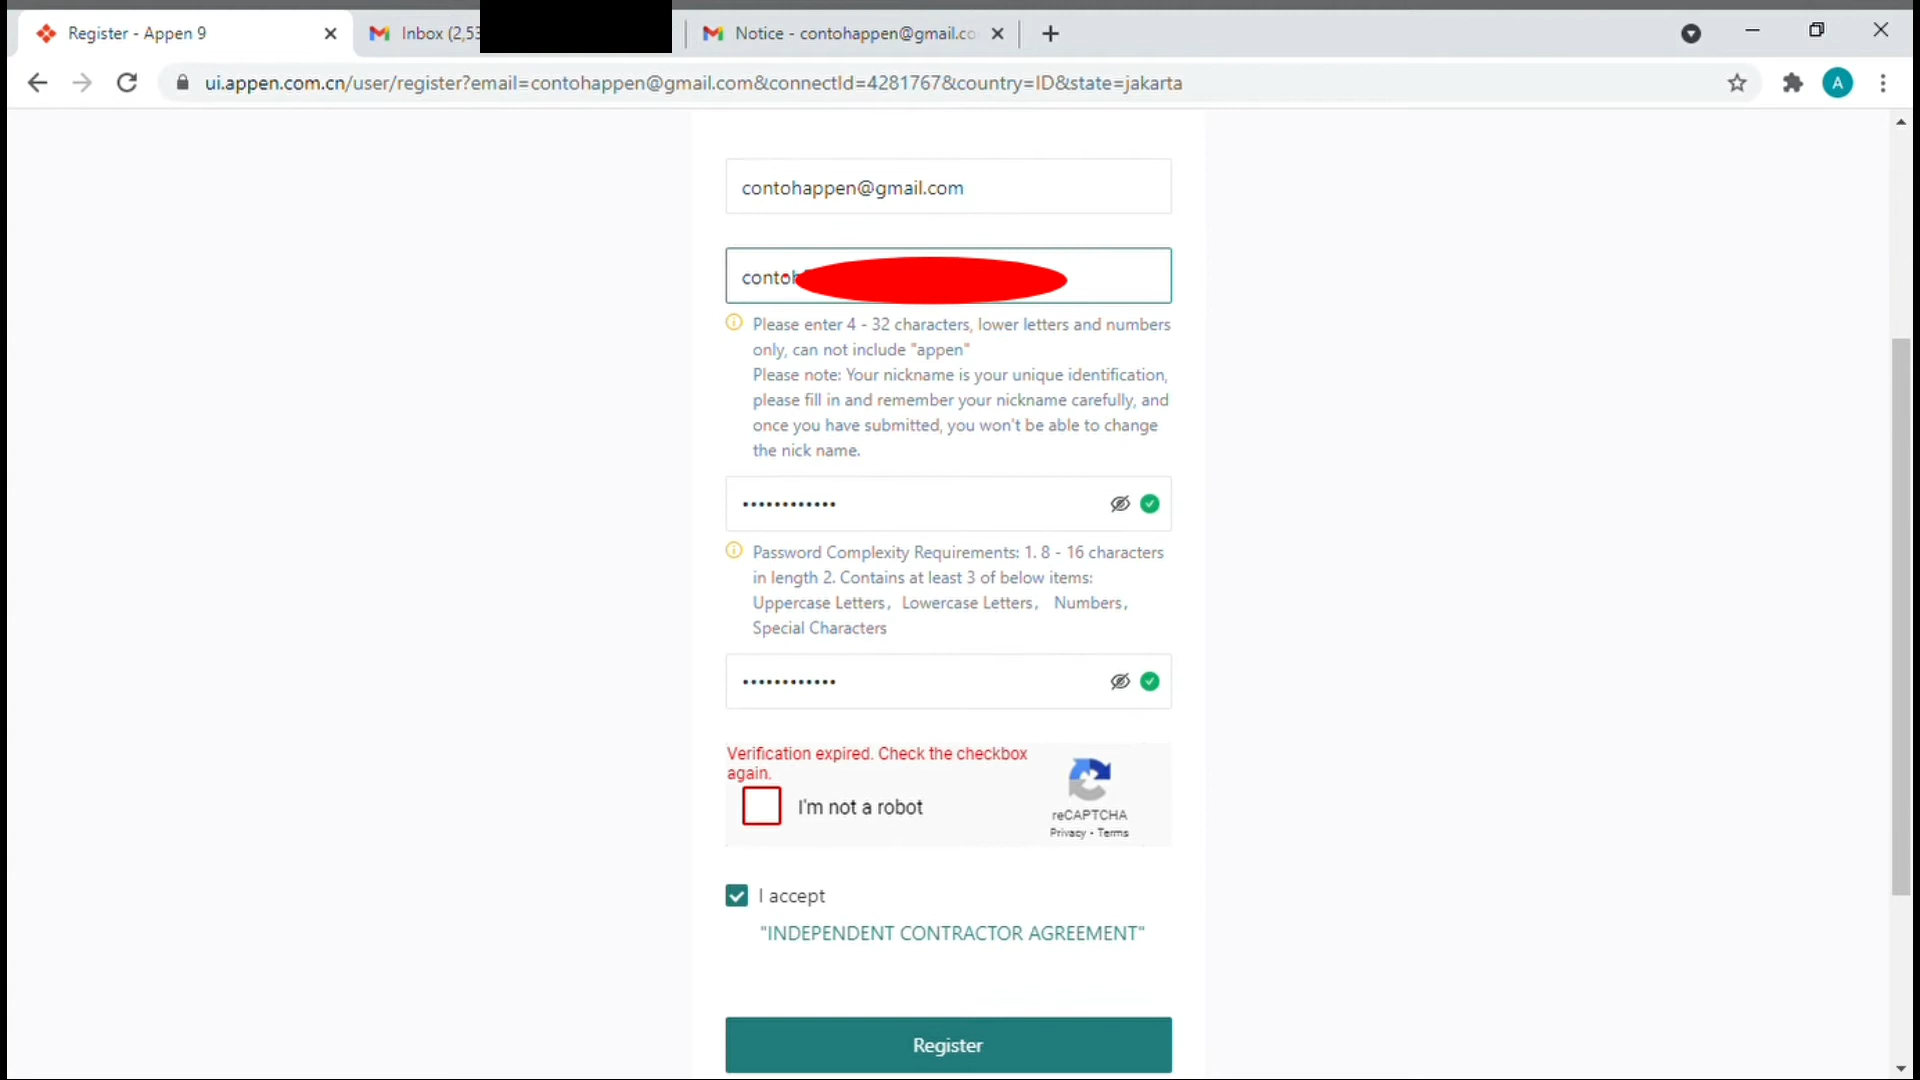 Register - Appen 9
Inbox (2,53
Notice - contohappen@gmail.co
ui.appen.com.cn/user/register?email=contohappen@gmail.com&connectId=4281767&country=ID&state=jakarta
A
contohappen@gmail.com
contoh
Please enter 4 - 32 characters, lower letters and numbers
only, can not include "appen"
Please note: Your nickname is your unique identification,
please fill in and remember your nickname carefully, and
once you have submitted, you won't be able to change
the nick name.
Password Complexity Requirements: 1. 8 - 16 characters
in length 2. Contains at least 3 of below items:
Uppercase Letters，Lowercase Letters， Numbers，
Special Characters
Verification expired. Check the checkbox
again.
I'm not a robot
reCAPTCHA
Privacy - Terms
I accept
"INDEPENDENT CONTRACTOR AGREEMENT"
Register